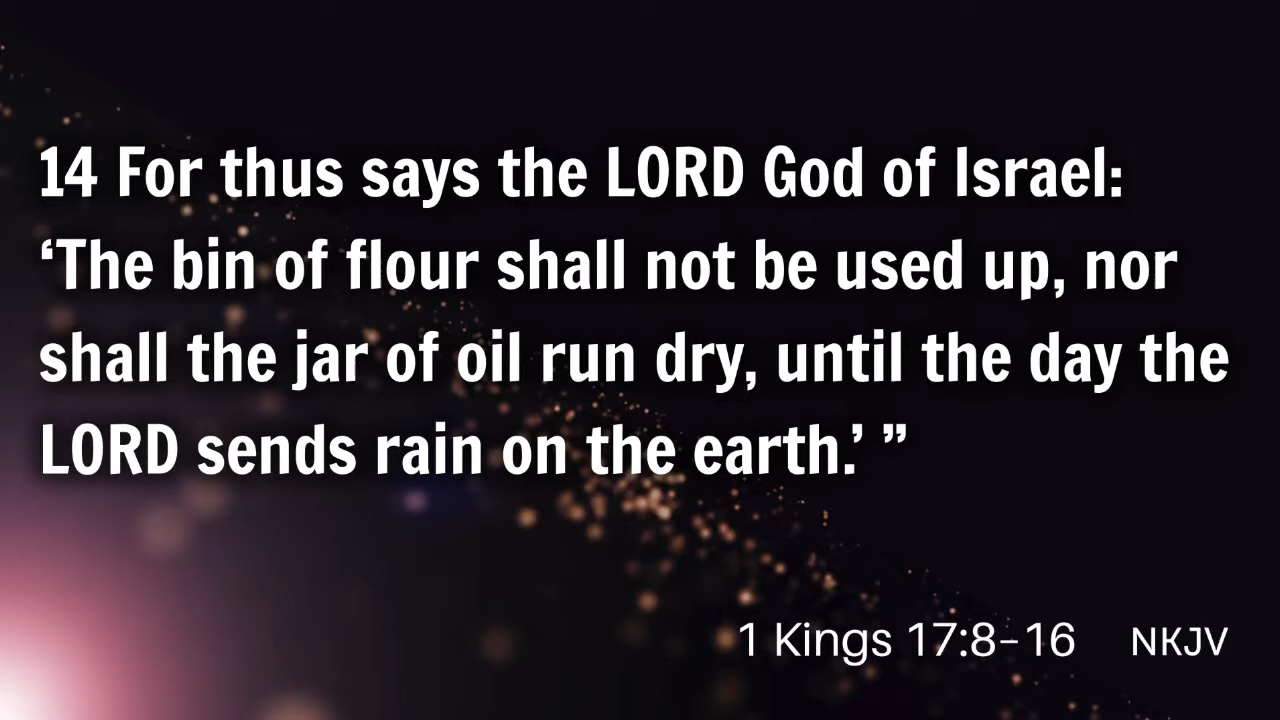 14 For thus says the LORD God of Israel:
‘The bin of flour shall not be used up, nor
shall the jar of oil run dry, until the day the
LORD sends rain on the earth.’ ”
1 Kings 17:8-16 NKJV